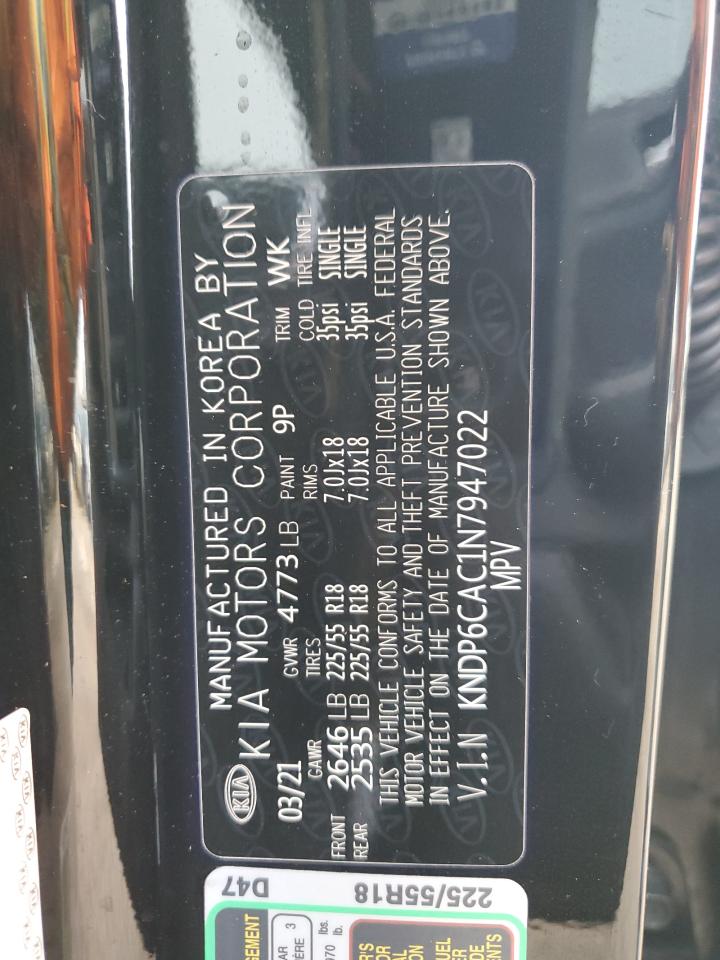 MANUFACTURED IN KOREA BY
KIA KIA MOTORS CORPORATION
03/21 GVWR 4773 LB PAINT 9P TRIM WK
GAWR TIRES RIMS COLD TIRE INFL
FRONT 2646 LB 225/55 R18 7.0Jx18 35psi SINGLE
REAR 2535 LB 225/55 R18 7.0Jx18 35psi SINGLE
THIS VEHICLE CONFORMS TO ALL APPLICABLE U.S.A. FEDERAL
MOTOR VEHICLE SAFETY AND THEFT PREVENTION STANDARDS
IN EFFECT ON THE DATE OF MANUFACTURE SHOWN ABOVE.
V.I.N KNDP6CAC1N7947022
MPV
225/55R18
D47